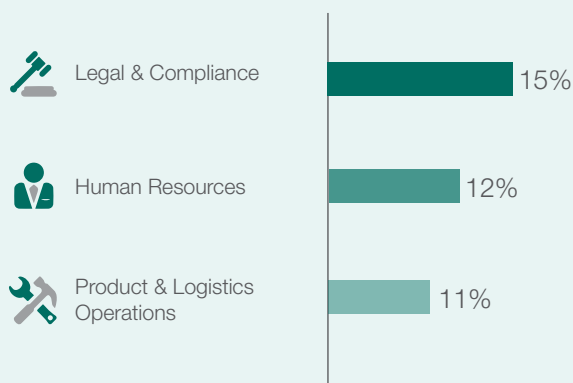 Legal & Compliance
15%
Human Resources
12%
Product & Logistics
Operations
11%